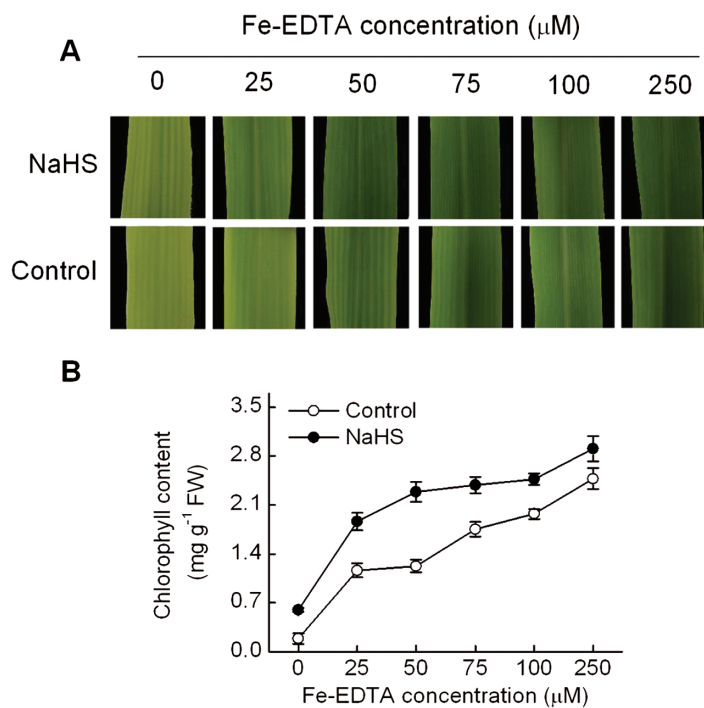 Fe-EDTA concentration (μM)
A
0 25 50 75 100 250
NaHS
Control
B
3.5
2.8
2.1
1.4
0.7
0.0
Chlorophyll content
(mg g⁻¹ FW)
Control
NaHS
0 25 50 75 100 250
Fe-EDTA concentration (μM)